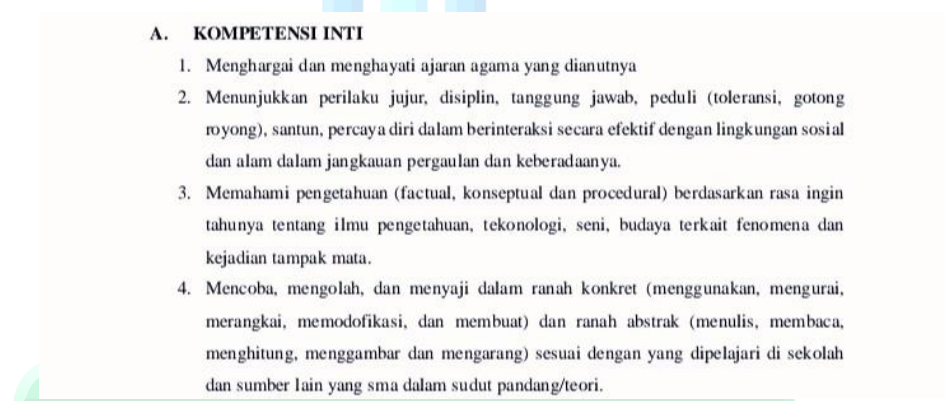 A. KOMPETENSI INTI
1. Menghargai dan menghayati ajaran agama yang dianutnya
2. Menunjukkan perilaku jujur, disiplin, tanggung jawab, peduli (toleransi, gotong
royong), santun, percaya diri dalam berinteraksi secara efektif dengan lingkungan sosial
dan alam dalam jangkauan pergaulan dan keberadaanya.
3. Memahami pengetahuan (factual, konseptual dan procedural) berdasarkan rasa ingin
tahunya tentang ilmu pengetahuan, tekonologi, seni, budaya terkait fenomena dan
kejadian tampak mata.
4. Mencoba, mengolah, dan menyaji dalam ranah konkret (menggunakan, mengurai,
merangkai, memodofikasi, dan membuat) dan ranah abstrak (menulis, membaca,
menghitung, menggambar dan mengarang) sesuai dengan yang dipelajari di sekolah
dan sumber lain yang sma dalam sudut pandang/teori.